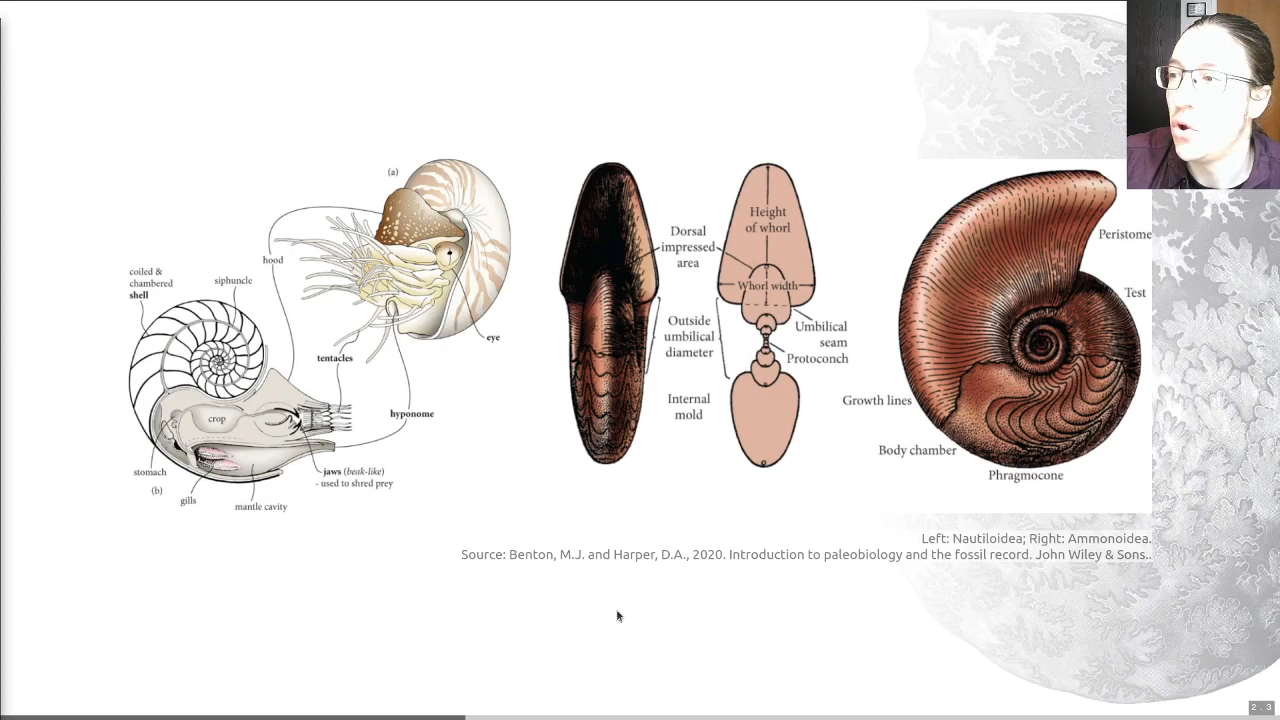 (a)
hood
coiled &
chambered
shell
siphuncle
eye
tentacles
hyponome
crop
stomach
(b)
gills
mantle cavity
jaws (beak-like)
- used to shred prey
Dorsal
impressed
area
Height
of whorl
Whorl width
Outside
umbilical
diameter
Umbilical
seam
Protoconch
Internal
mold
Peristome
Test
Growth lines
Body chamber
Phragmocone
Left: Nautiloidea; Right: Ammonoidea.
Source: Benton, M.J. and Harper, D.A., 2020. Introduction to paleobiology and the fossil record. John Wiley & Sons..
2.3